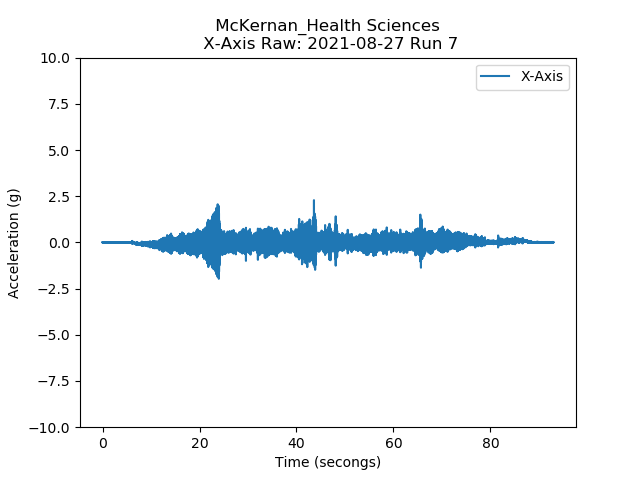 McKernan_Health Sciences
X-Axis Raw: 2021-08-27 Run 7
X-Axis
10.0
7.5
5.0
2.5
0.0
−2.5
−5.0
−7.5
−10.0
Acceleration (g)
0 20 40 60 80
Time (secongs)